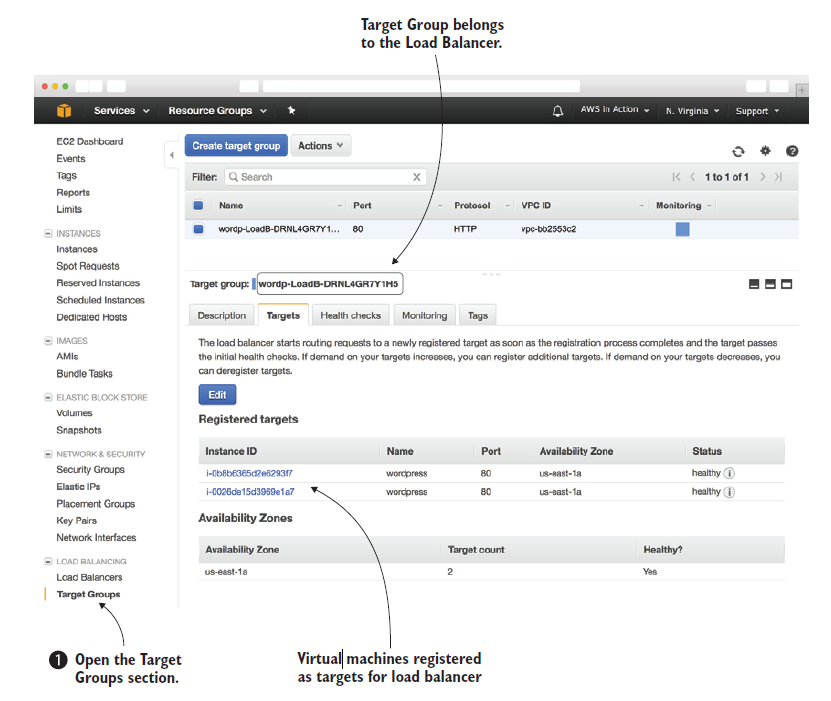 Target Group belongs
to the Load Balancer.
Services
Resource Groups
AWS in Action
N. Virginia
Support
EC2 Dashboard
Events
Tags
Reports
Limits
INSTANCES
Instances
Spot Requests
Reserved Instances
Scheduled Instances
Dedicated Hosts
IMAGES
AMIs
Bundle Tasks
ELASTIC BLOCK STORE
Volumes
Snapshots
NETWORK & SECURITY
Security Groups
Elastic IPs
Placement Groups
Key Pairs
Network Interfaces
LOAD BALANCING
Load Balancers
Target Groups
Create target group Actions
Filter: Search X
1 to 1 of 1
Name Port Protocol VPC ID Monitoring
wordp-LoadB-DRNL4GR7Y1... 80 HTTP vpc-bb2553c2
Target group: wordp-LoadB-DRNL4GR7Y1H5
Description Targets Health checks Monitoring Tags
The load balancer starts routing requests to a newly registered target as soon as the registration process completes and the target passes
the initial health checks. If demand on your targets increases, you can register additional targets. If demand on your targets decreases, you
can deregister targets.
Edit
Registered targets
Instance ID Name Port Availability Zone Status
i-0b8b6365d2e6293f7 wordpress 80 us-east-1a healthy i
i-0026de15d3969e1a7 wordpress 80 us-east-1a healthy i
Availability Zones
Availability Zone Target count Healthy?
us-east-1a 2 Yes
1 Open the Target
Groups section.
Virtual machines registered
as targets for load balancer